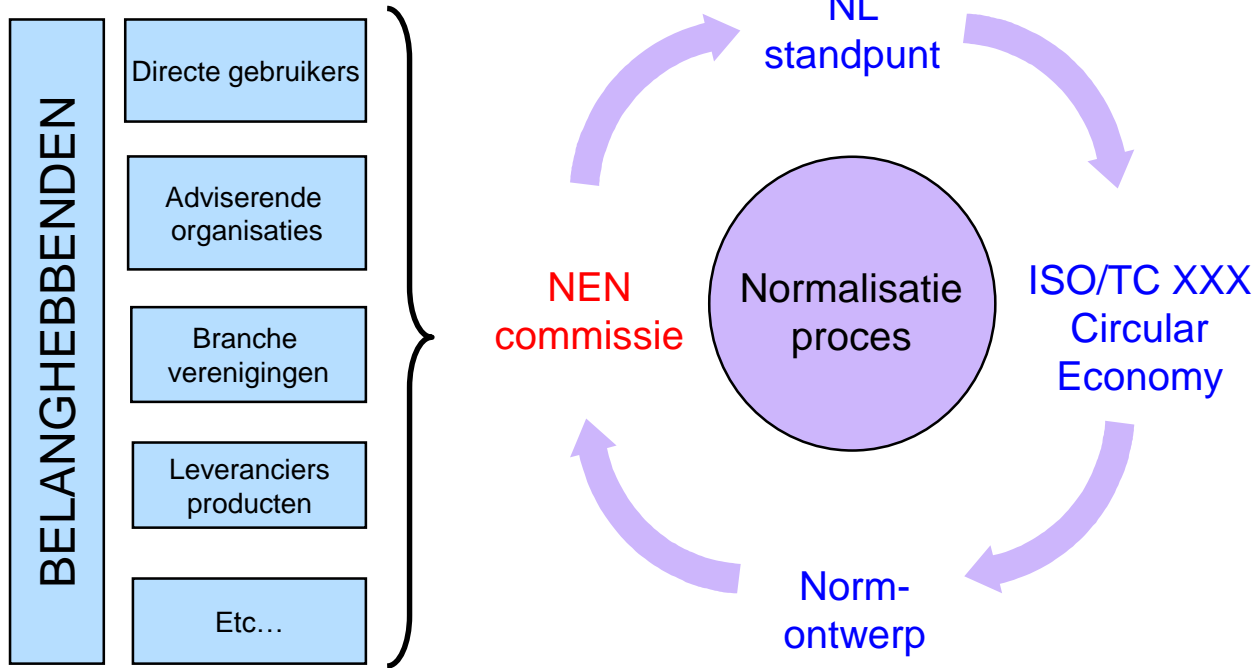 BELANGHEBBENDEN
Directe gebruikers
Adviserende
organisaties
Branche
verenigingen
Leveranciers
producten
Etc…
NL
standpunt
NEN
commissie
Normalisatie
proces
ISO/TC XXX
Circular
Economy
Norm-
ontwerp